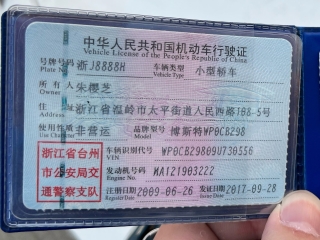 中华人民共和国机动车行驶证
Vehicle License of the People's Republic of China
号牌号码 浙J8888H 车辆类型 小型轿车
Plate No. Vehicle Type
所有人 朱樱芝
Owner
住址 浙江省温岭市太平街道人民西路108-5号
Address
使用性质 非营运 品牌型号 博斯特WP0CB298
Use Character Model
浙江省台州
市公安局交
通警察支队
车辆识别代号 WP0CB29809U730556
VIN
发动机号码 MA121903222
Engine No.
注册日期 2009-06-26 发证日期 2017-09-28
Register Date Issue Date